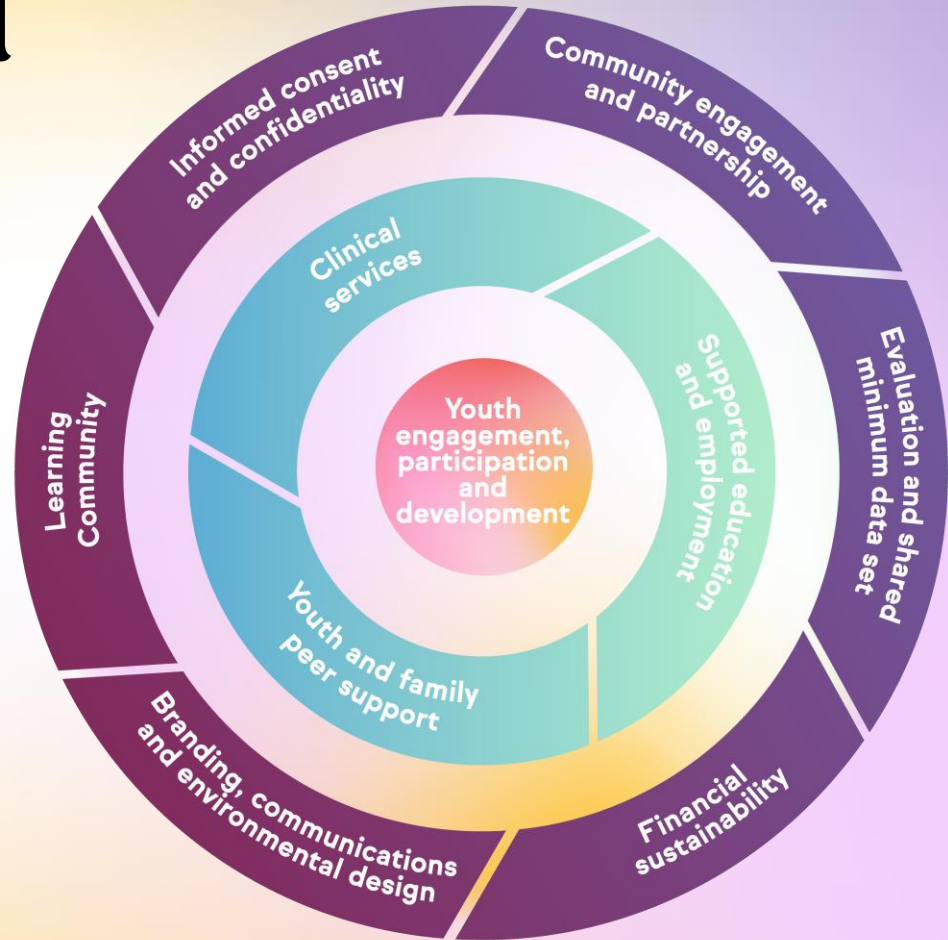 Informed consent
and confidentiality
Community engagement
and partnership
Evaluation and shared
minimum data set
Financial
sustainability
Branding, communications
and environmental design
Learning
Community
Clinical
services
Supported education
and employment
Youth and family
peer support
Youth
engagement,
participation
and
development